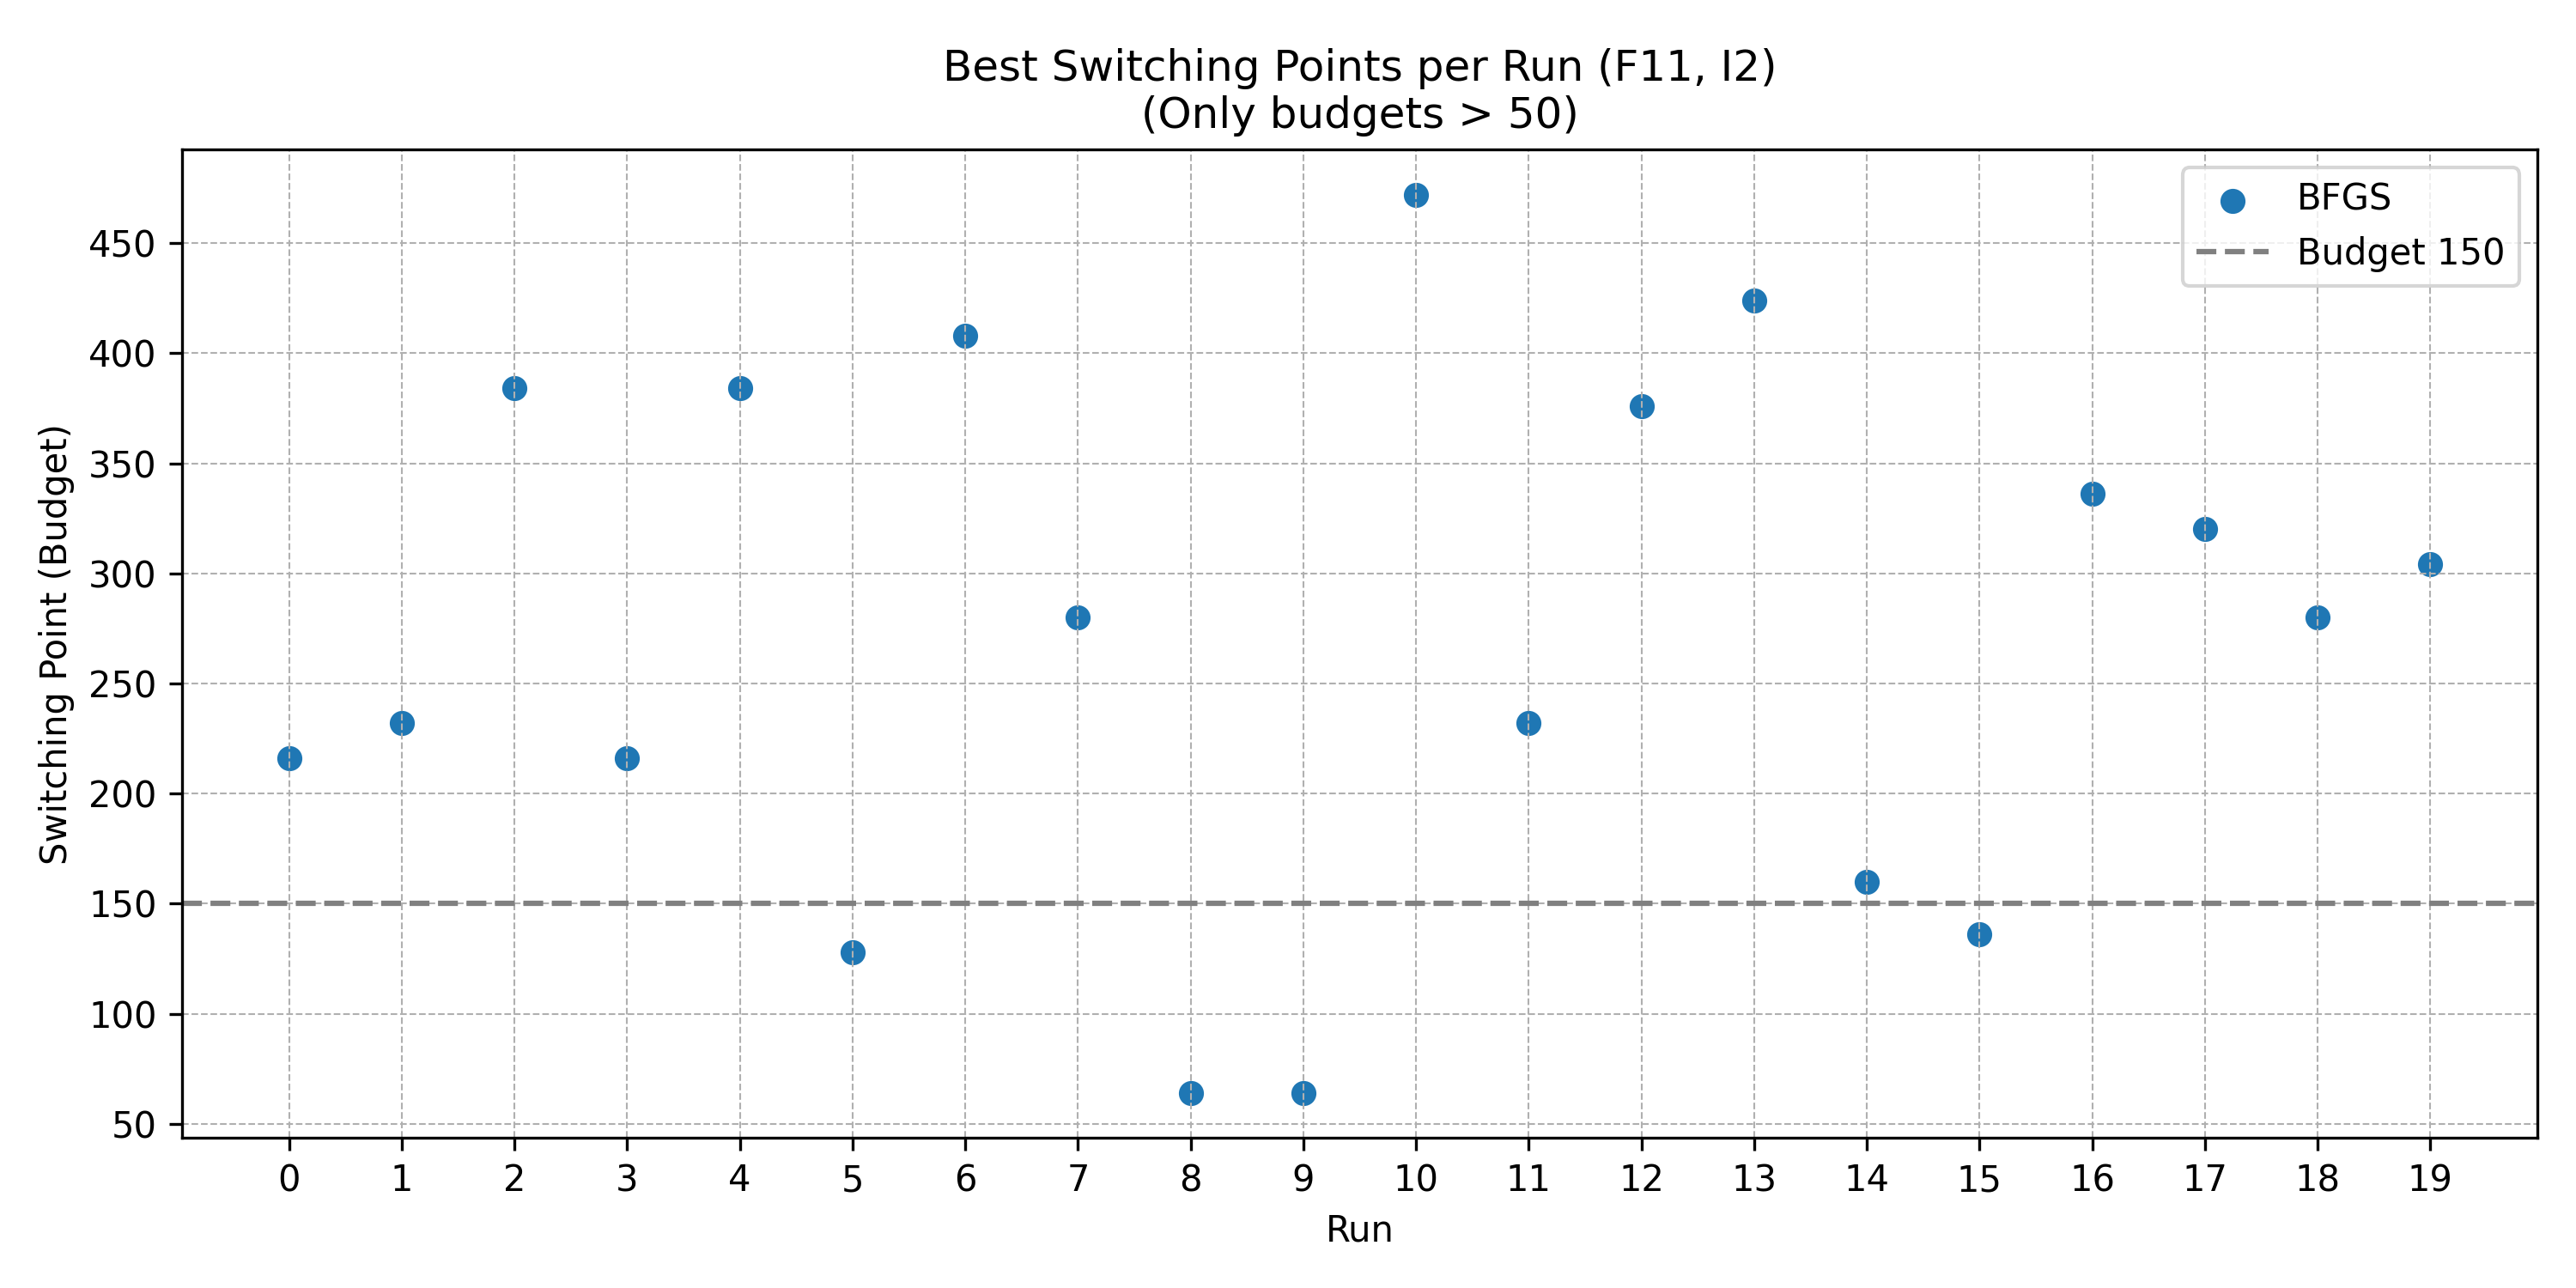 Best Switching Points per Run (F11, I2)
(Only budgets > 50)
BFGS
Budget 150
Switching Point (Budget)
450
400
350
300
250
200
150
100
50
0 1 2 3 4 5 6 7 8 9 10 11 12 13 14 15 16 17 18 19
Run